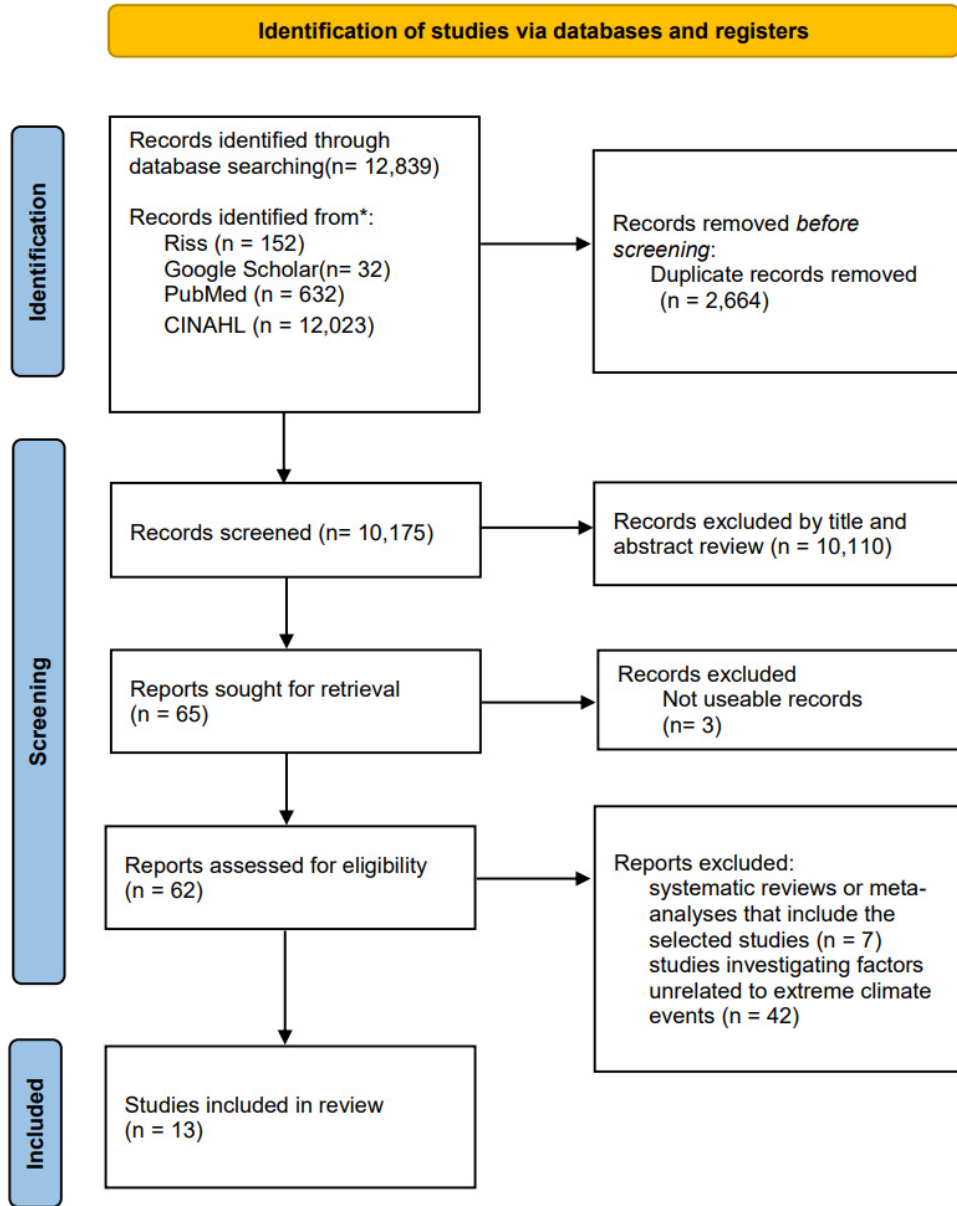 Identification of studies via databases and registers
Identification
Records identified through
database searching(n= 12,839)
Records identified from*:
Riss (n = 152)
Google Scholar(n= 32)
PubMed (n = 632)
CINAHL (n = 12,023)
Records removed before
screening:
Duplicate records removed
(n = 2,664)
Screening
Records screened (n= 10,175)
Records excluded by title and
abstract review (n = 10,110)
Reports sought for retrieval
(n = 65)
Records excluded
Not useable records
(n= 3)
Reports assessed for eligibility
(n = 62)
Reports excluded:
systematic reviews or meta-
analyses that include the
selected studies (n = 7)
studies investigating factors
unrelated to extreme climate
events (n = 42)
Included
Studies included in review
(n = 13)